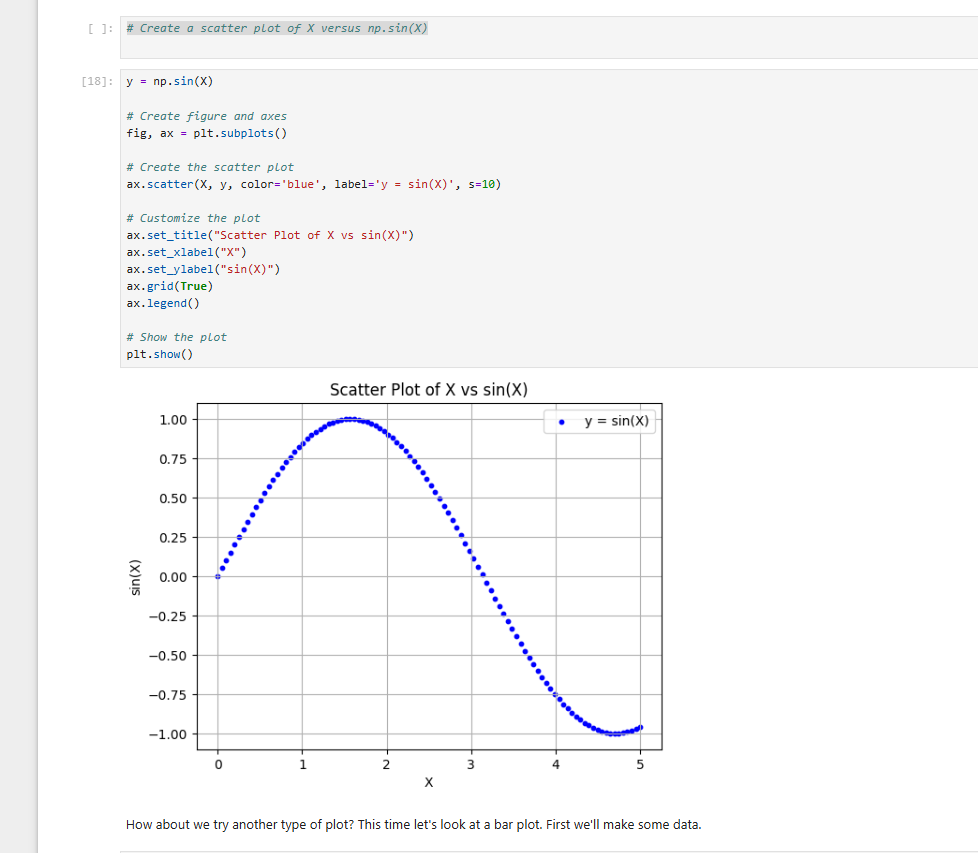 [ ]: # Create a scatter plot of X versus np.sin(X)
[18]: y = np.sin(X)
# Create figure and axes
fig, ax = plt.subplots()
# Create the scatter plot
ax.scatter(X, y, color='blue', label='y = sin(X)', s=10)
# Customize the plot
ax.set_title("Scatter Plot of X vs sin(X)")
ax.set_xlabel("X")
ax.set_ylabel("sin(X)")
ax.grid(True)
ax.legend()
# Show the plot
plt.show()
Scatter Plot of X vs sin(X)
y = sin(X)
1.00
0.75
0.50
0.25
0.00
−0.25
−0.50
−0.75
−1.00
sin(X)
0 1 2 3 4 5
X
How about we try another type of plot? This time let's look at a bar plot. First we'll make some data.